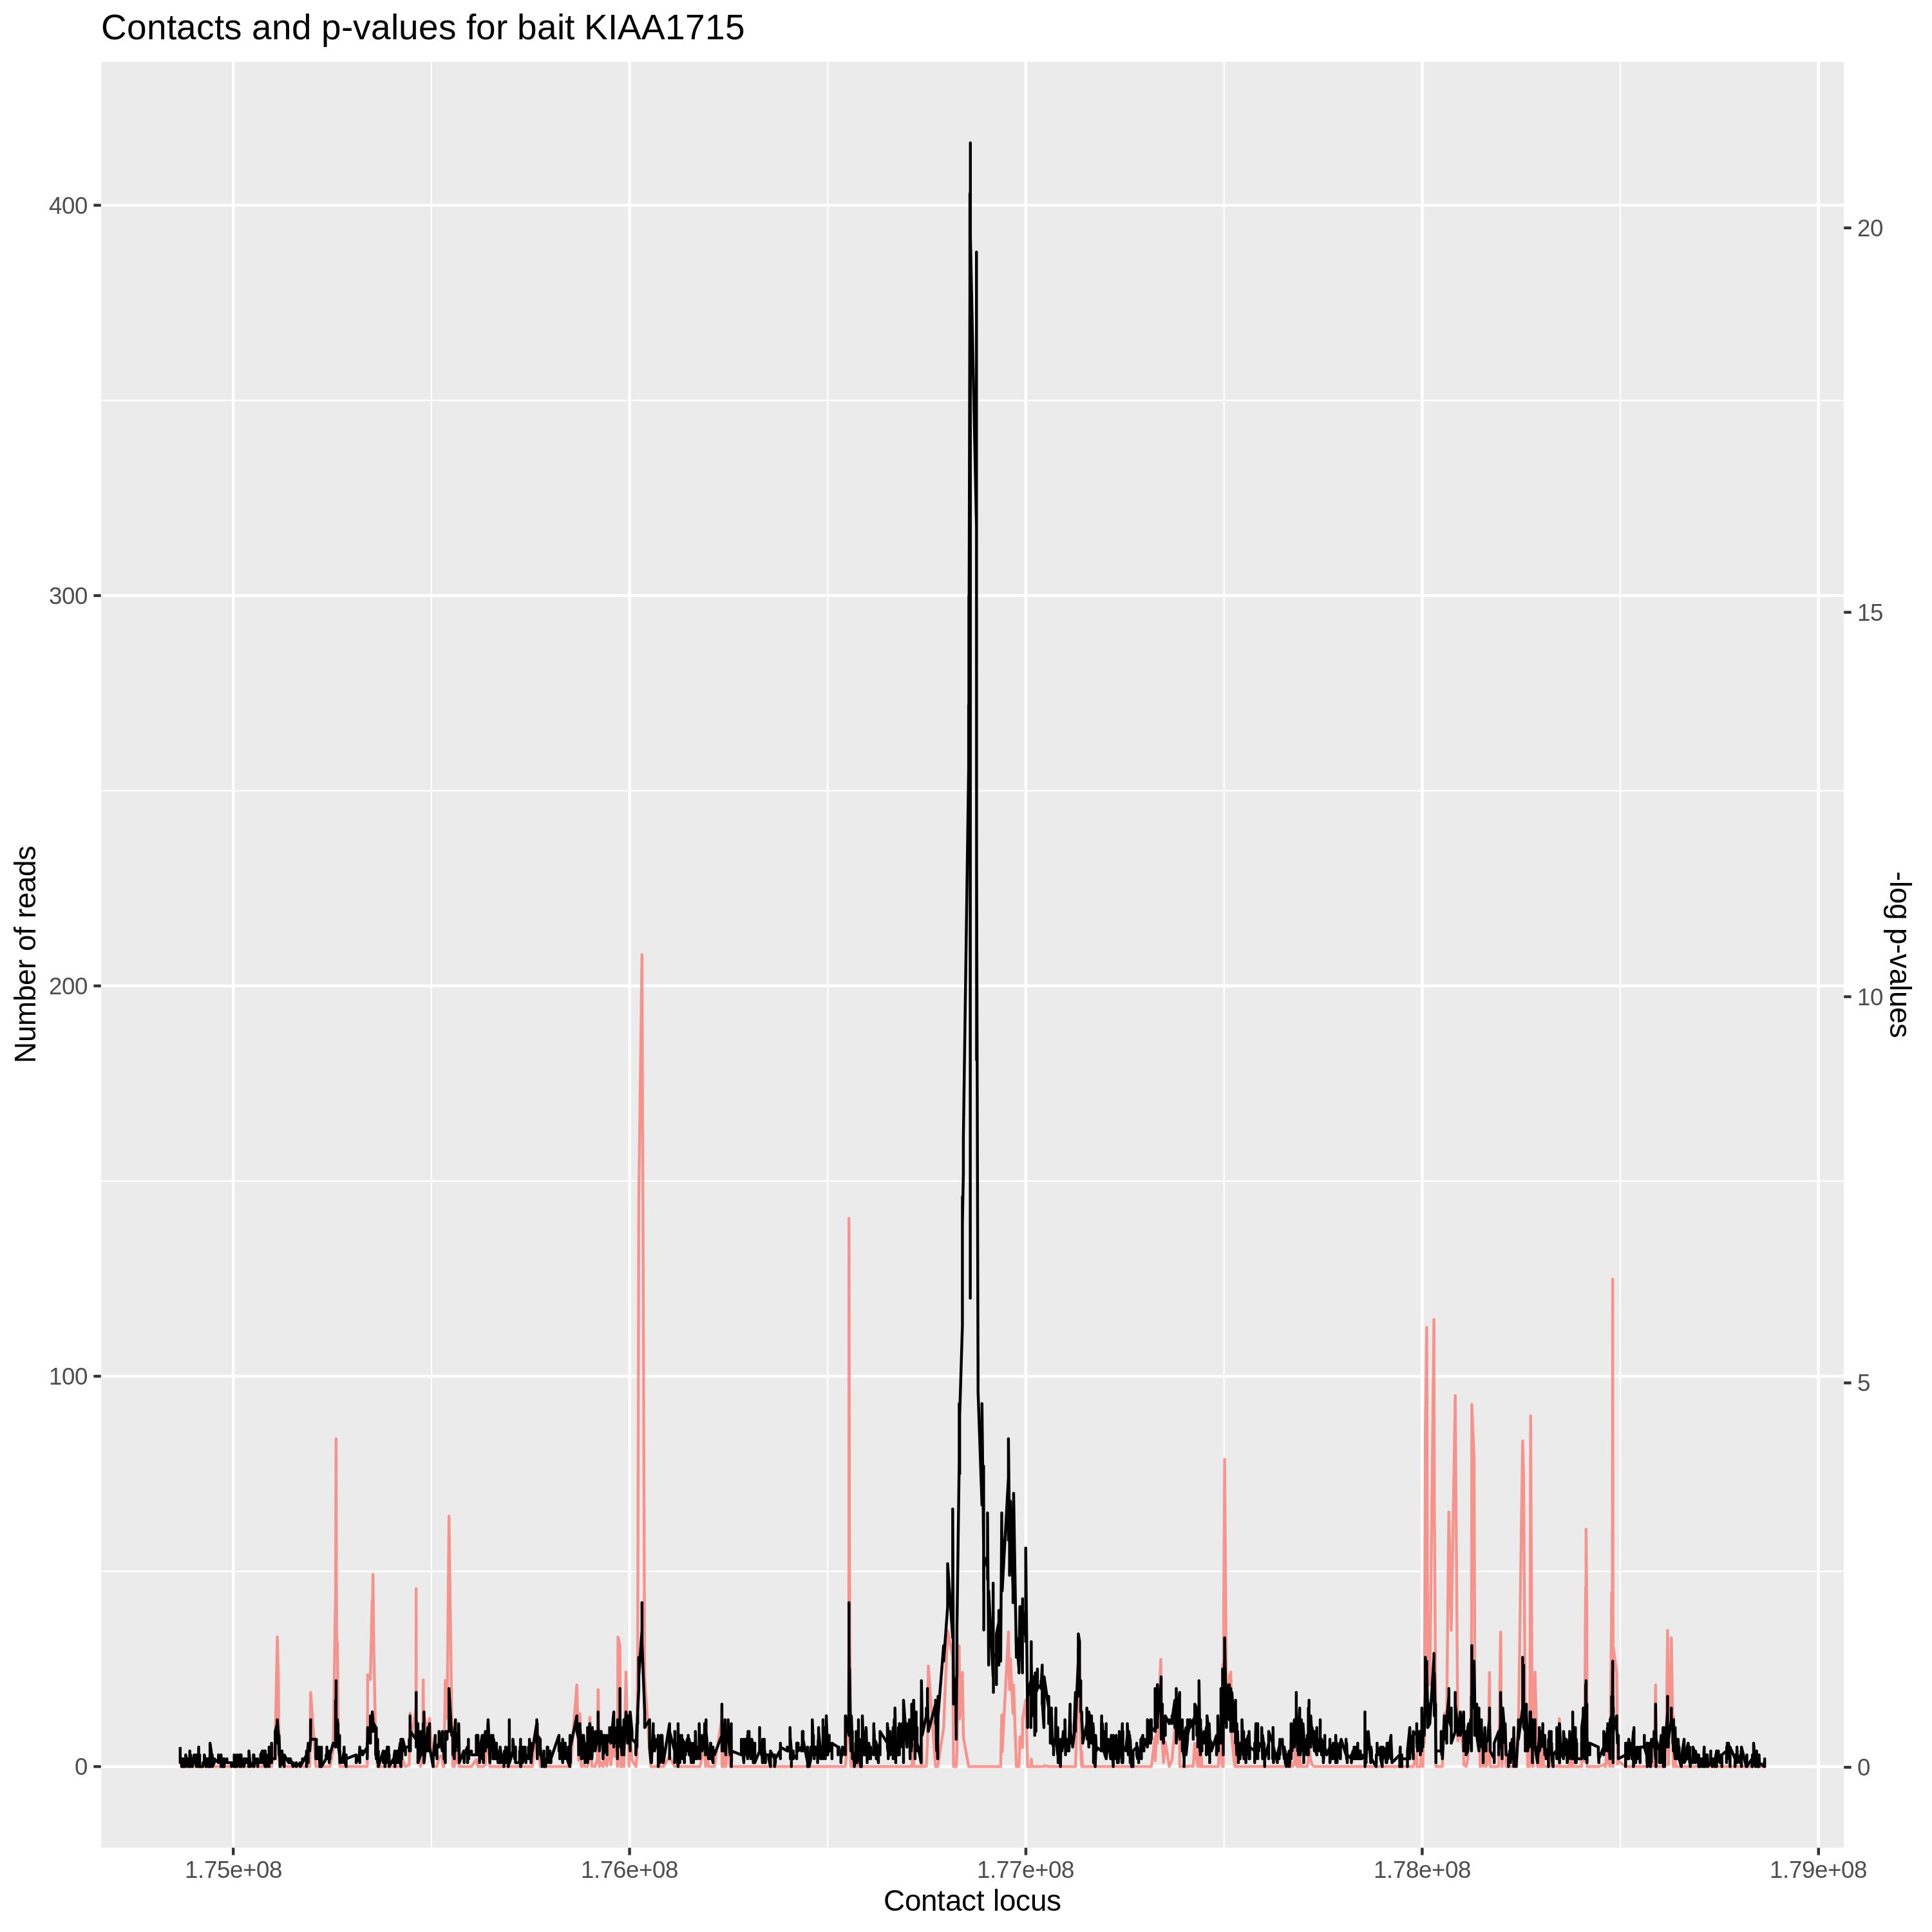 Contacts and p-values for bait KIAA1715
400
300
200
100
0
Number of reads
20
15
10
5
0
-log p-values
1.75e+08 1.76e+08 1.77e+08 1.78e+08 1.79e+08
Contact locus